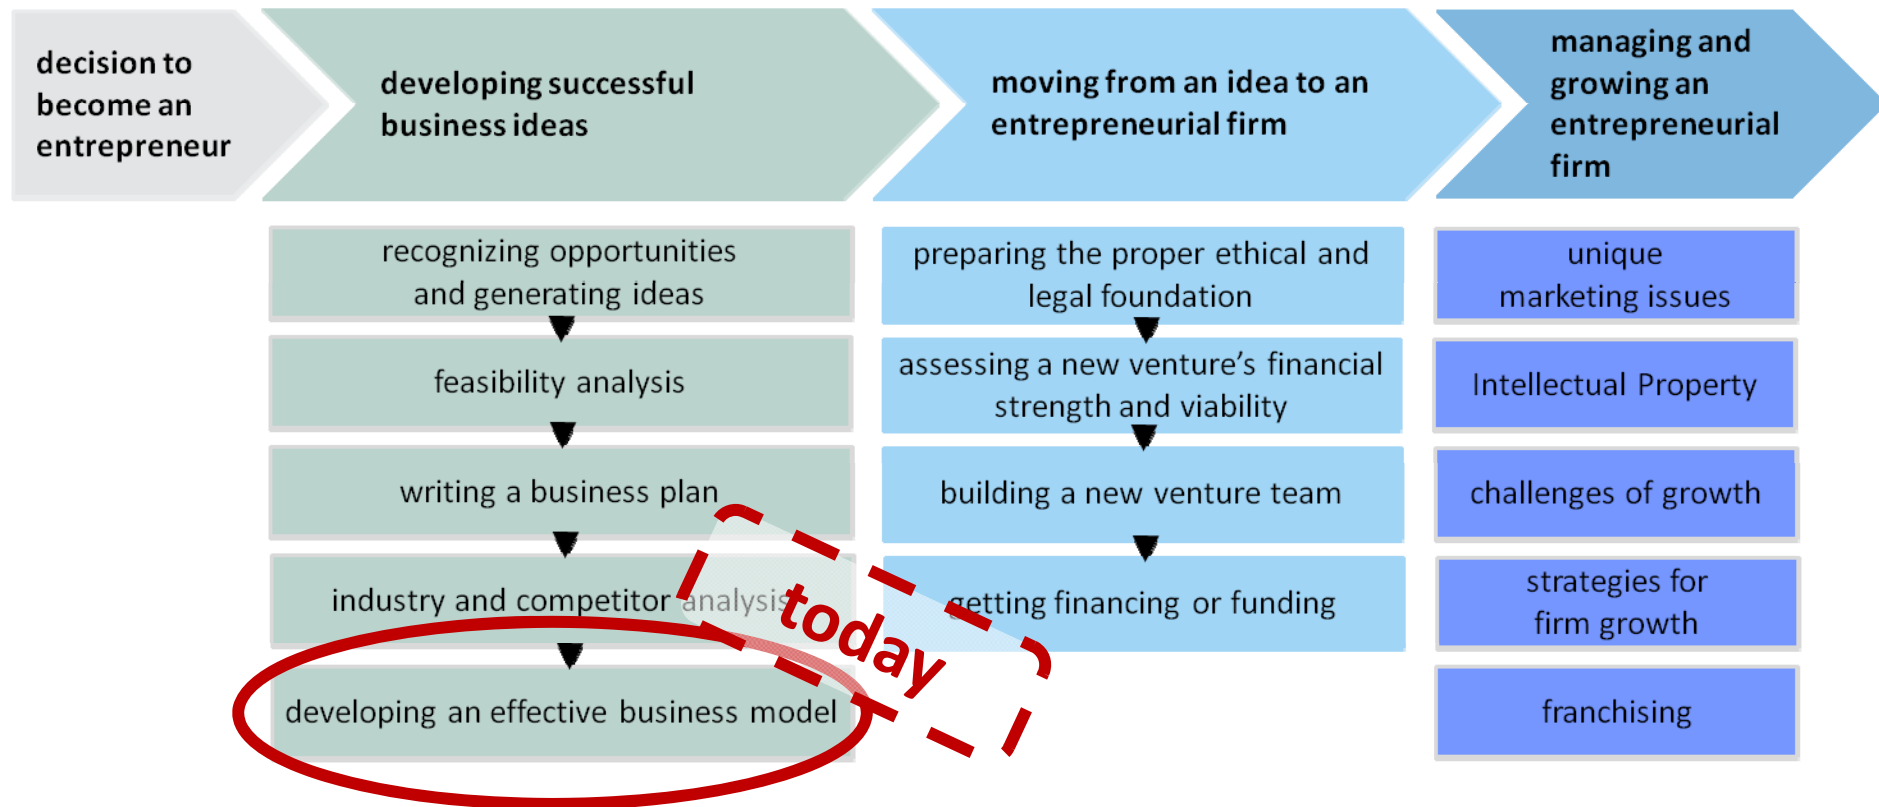 decision to
become an
entrepreneur
developing successful
business ideas
moving from an idea to an
entrepreneurial firm
managing and
growing an
entrepreneurial
firm
recognizing opportunities
and generating ideas
feasibility analysis
writing a business plan
industry and competitor analysis
developing an effective business model
preparing the proper ethical and
legal foundation
assessing a new venture's financial
strength and viability
building a new venture team
getting financing or funding
unique
marketing issues
Intellectual Property
challenges of growth
strategies for
firm growth
franchising
today